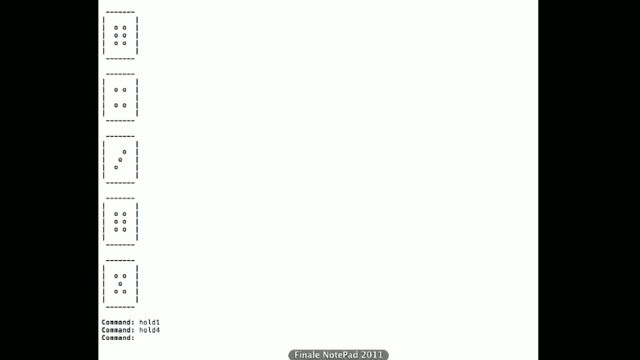 -------
| o o |
| o o |
| o o |
-------
-------
| o o |
|     |
| o o |
-------
-------
|   o |
|  o  |
| o   |
-------
-------
| o o |
| o o |
| o o |
-------
-------
| o o |
|  o  |
| o o |
-------
Command: hold1
Command: hold4
Command:
Finale NotePad 2011